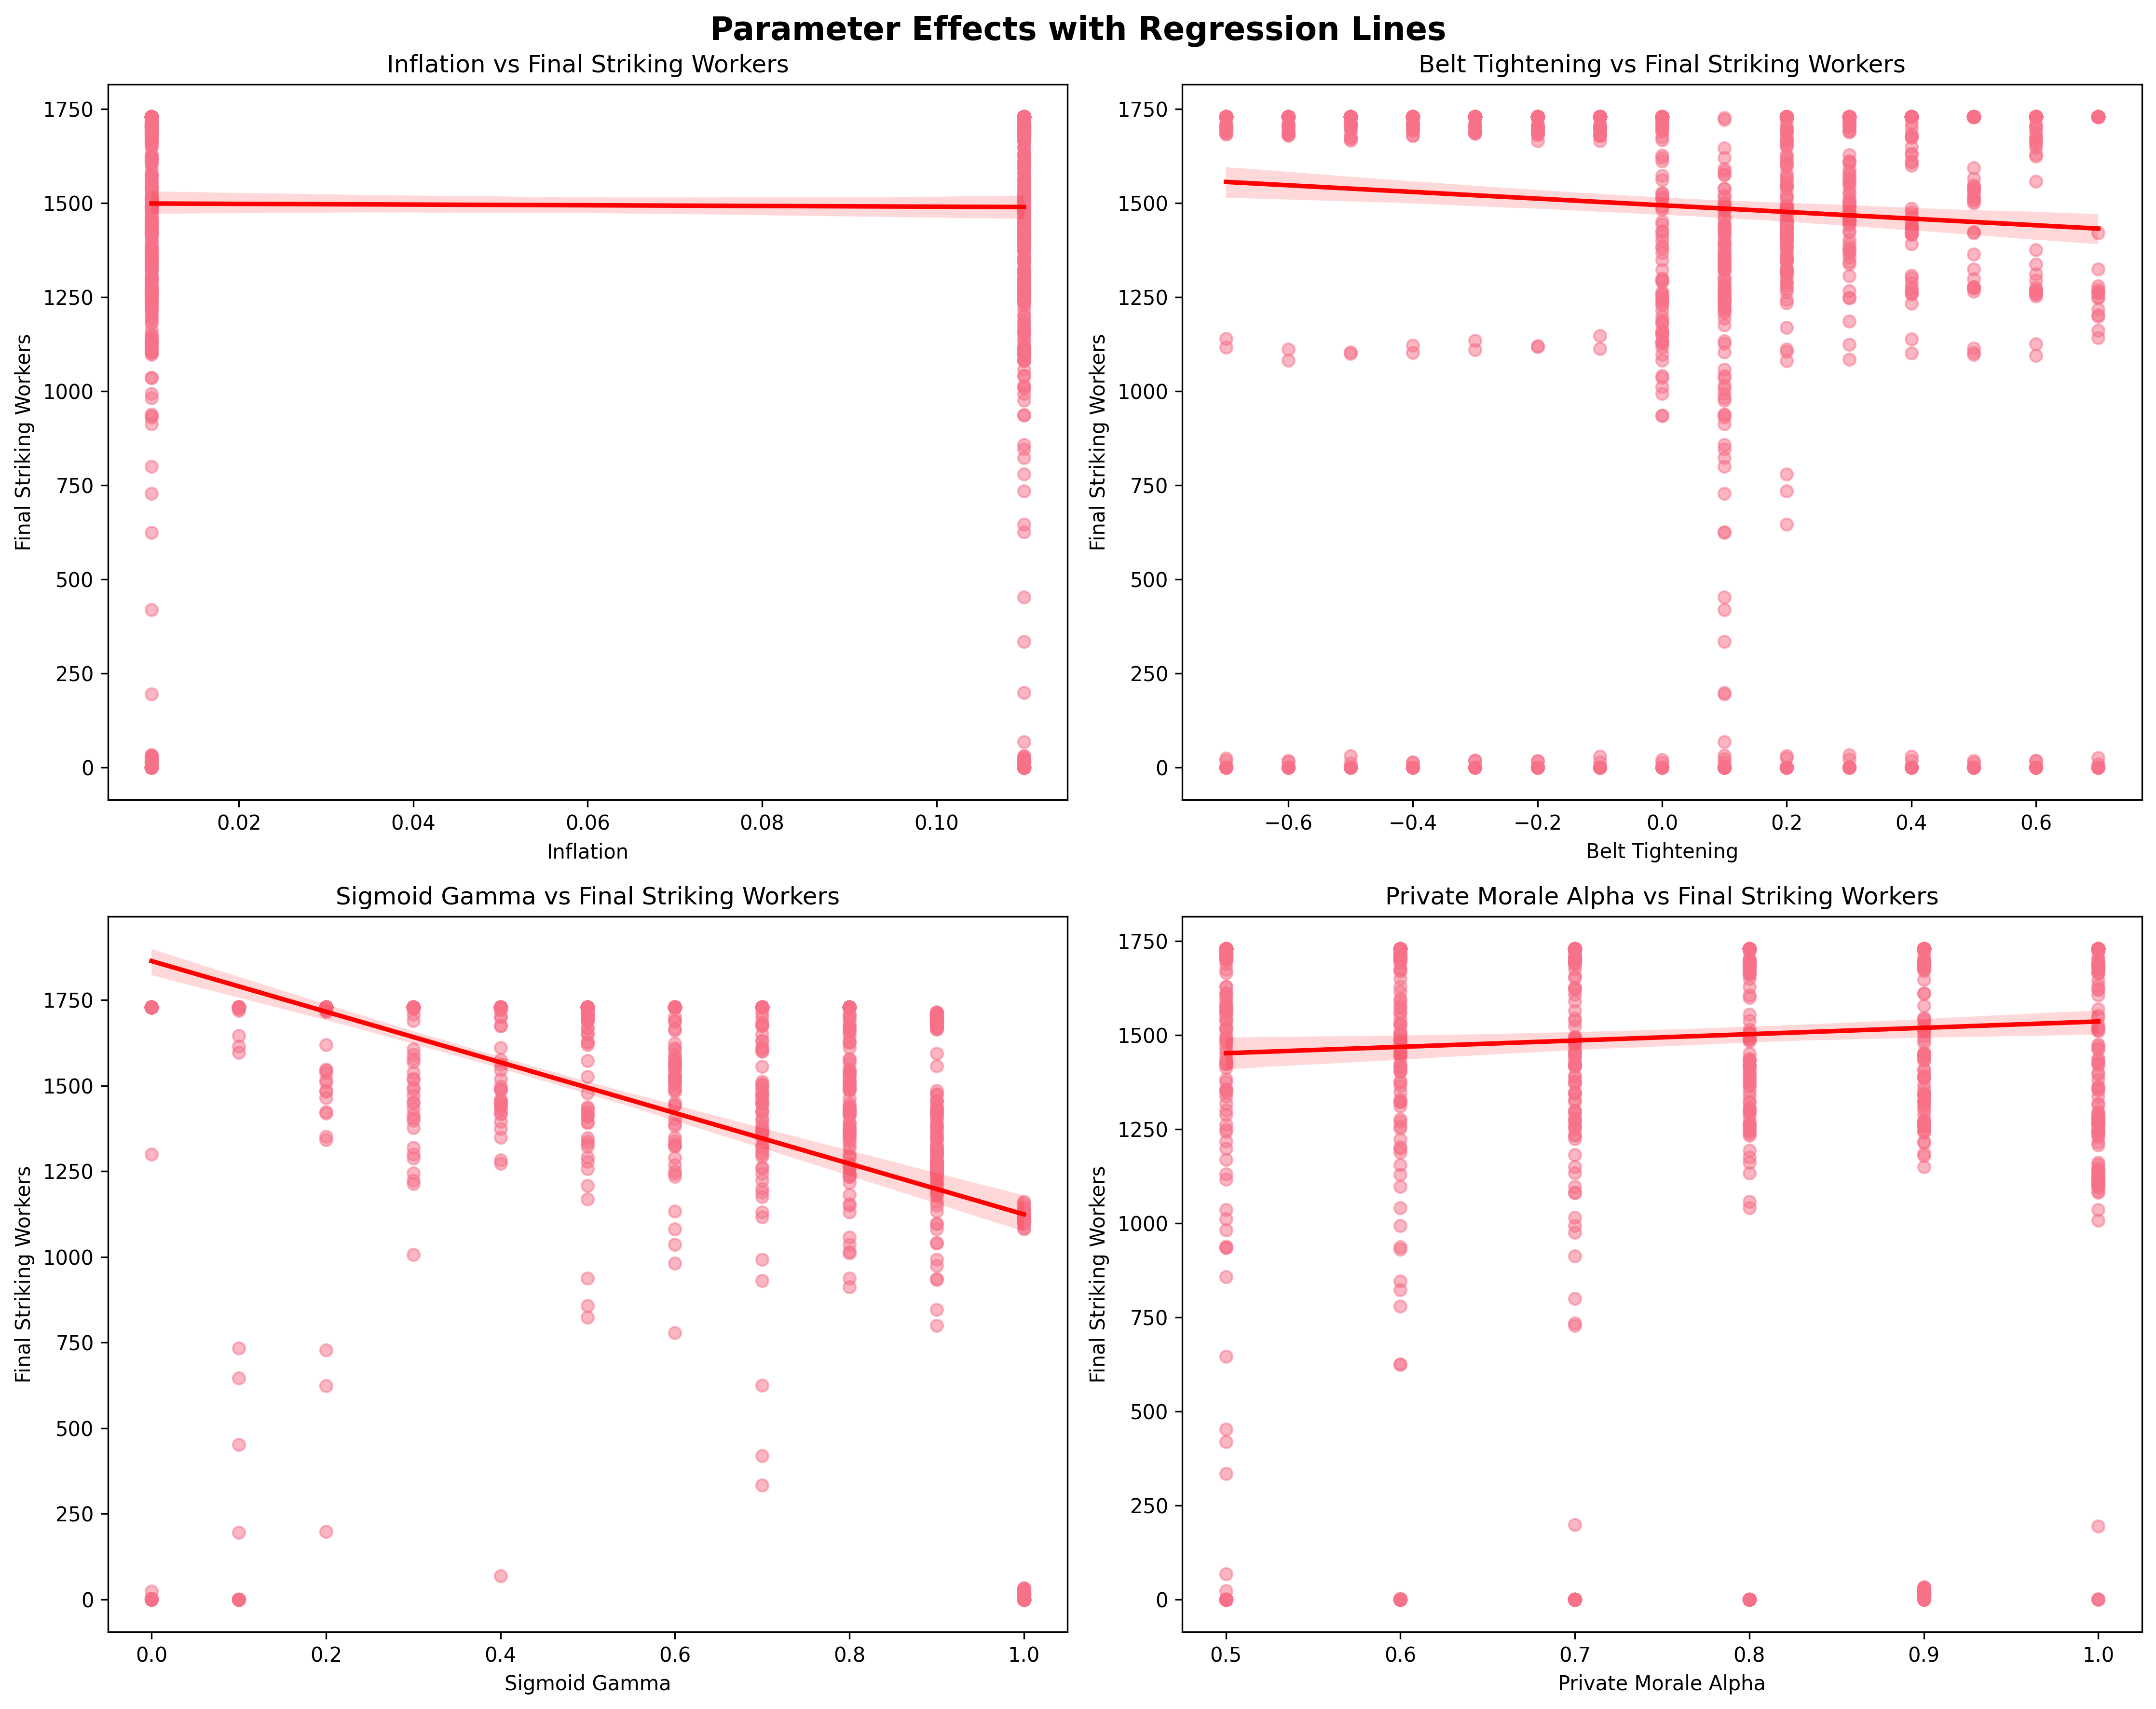 Parameter Effects with Regression Lines
Inflation vs Final Striking Workers
1750
1500
1250
1000
750
500
250
0
Final Striking Workers
0.02 0.04 0.06 0.08 0.10
Inflation
Belt Tightening vs Final Striking Workers
1750
1500
1250
1000
750
500
250
0
Final Striking Workers
−0.6 −0.4 −0.2 0.0 0.2 0.4 0.6
Belt Tightening
Sigmoid Gamma vs Final Striking Workers
1750
1500
1250
1000
750
500
250
0
Final Striking Workers
0.0 0.2 0.4 0.6 0.8 1.0
Sigmoid Gamma
Private Morale Alpha vs Final Striking Workers
1750
1500
1250
1000
750
500
250
0
Final Striking Workers
0.5 0.6 0.7 0.8 0.9 1.0
Private Morale Alpha